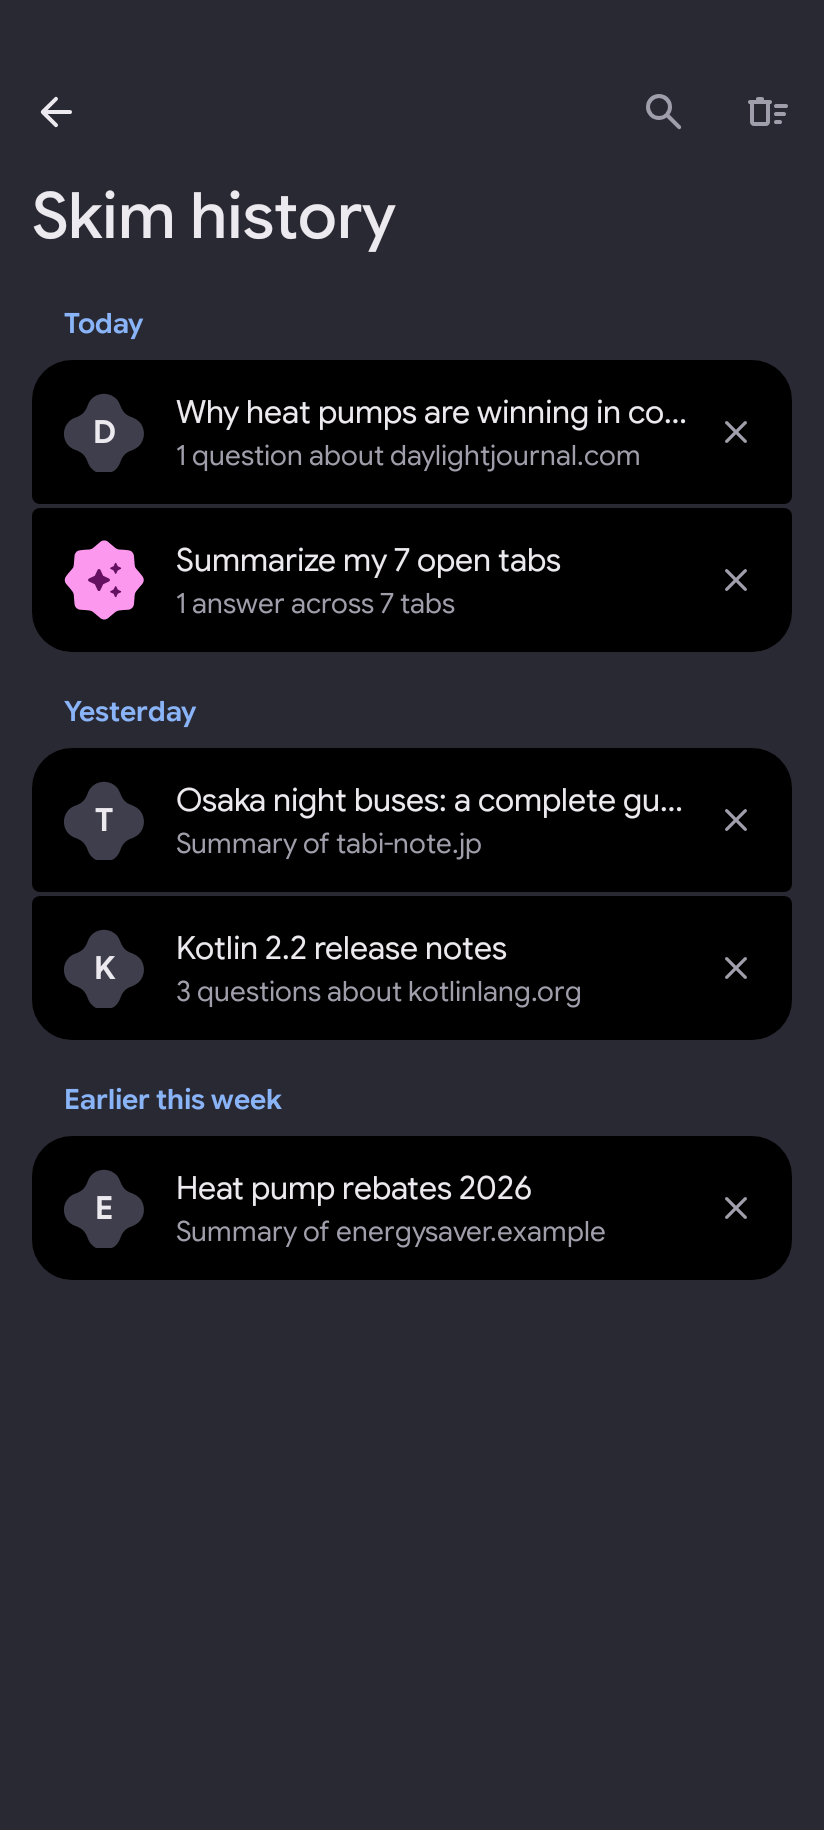 Skim history
Today
D
Why heat pumps are winning in co...
1 question about daylightjournal.com
Summarize my 7 open tabs
1 answer across 7 tabs
Yesterday
T
Osaka night buses: a complete gu...
Summary of tabi-note.jp
K
Kotlin 2.2 release notes
3 questions about kotlinlang.org
Earlier this week
E
Heat pump rebates 2026
Summary of energysaver.example